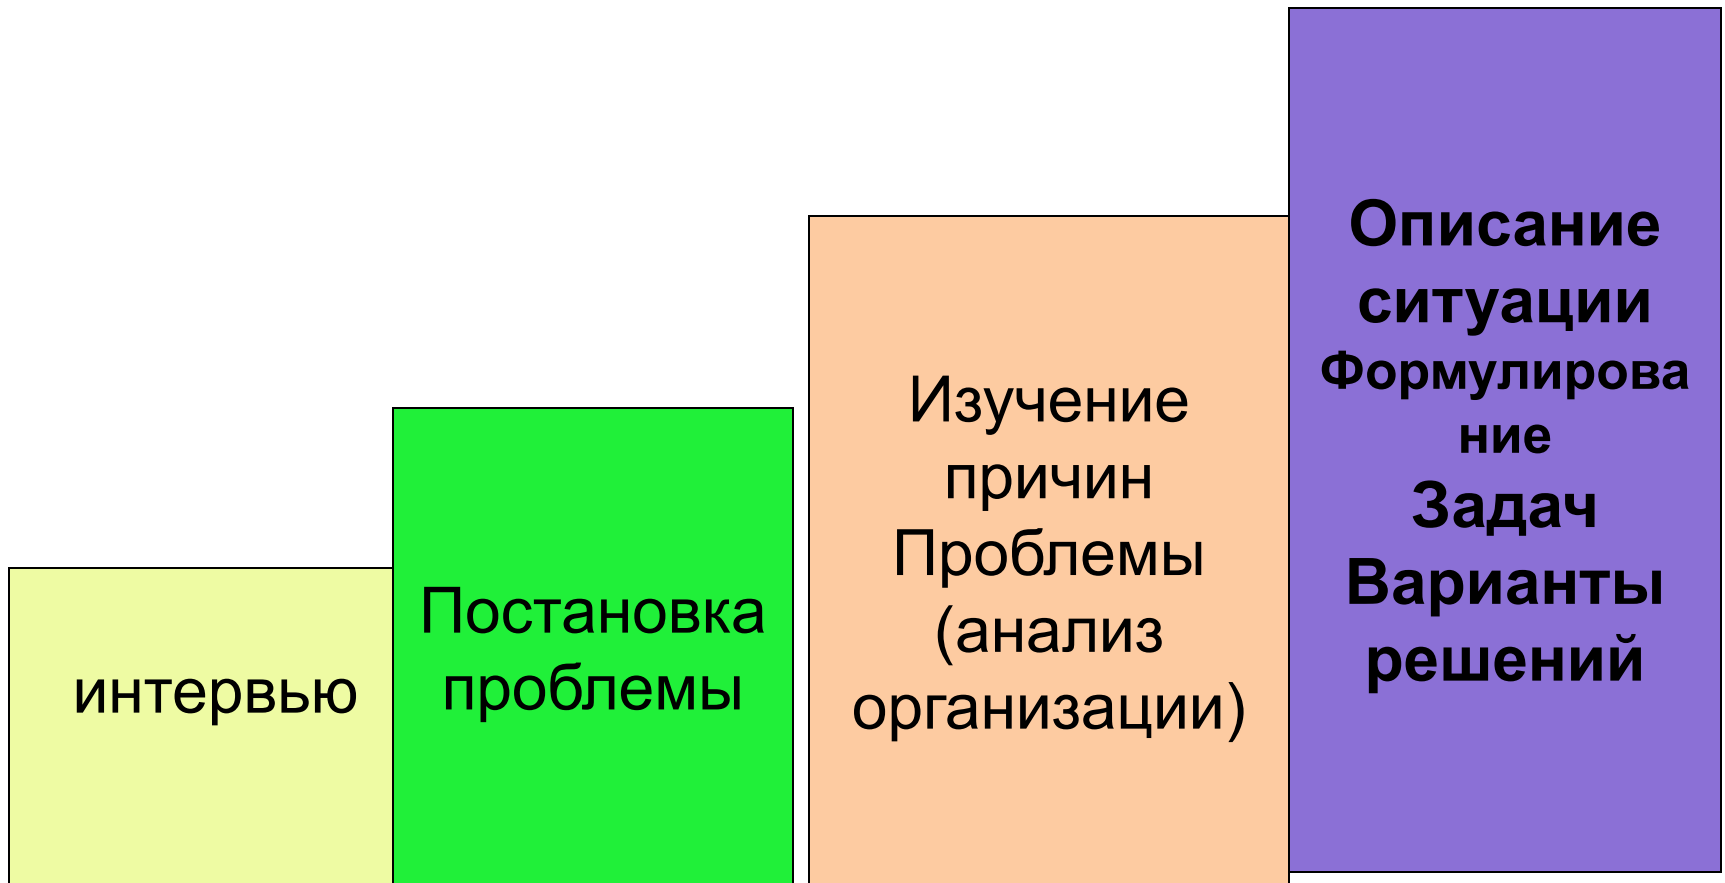 интервью
Постановка
проблемы
Изучение
причин
Проблемы
(анализ
организации)
Описание
ситуации
Формулирова
ние
Задач
Варианты
решений